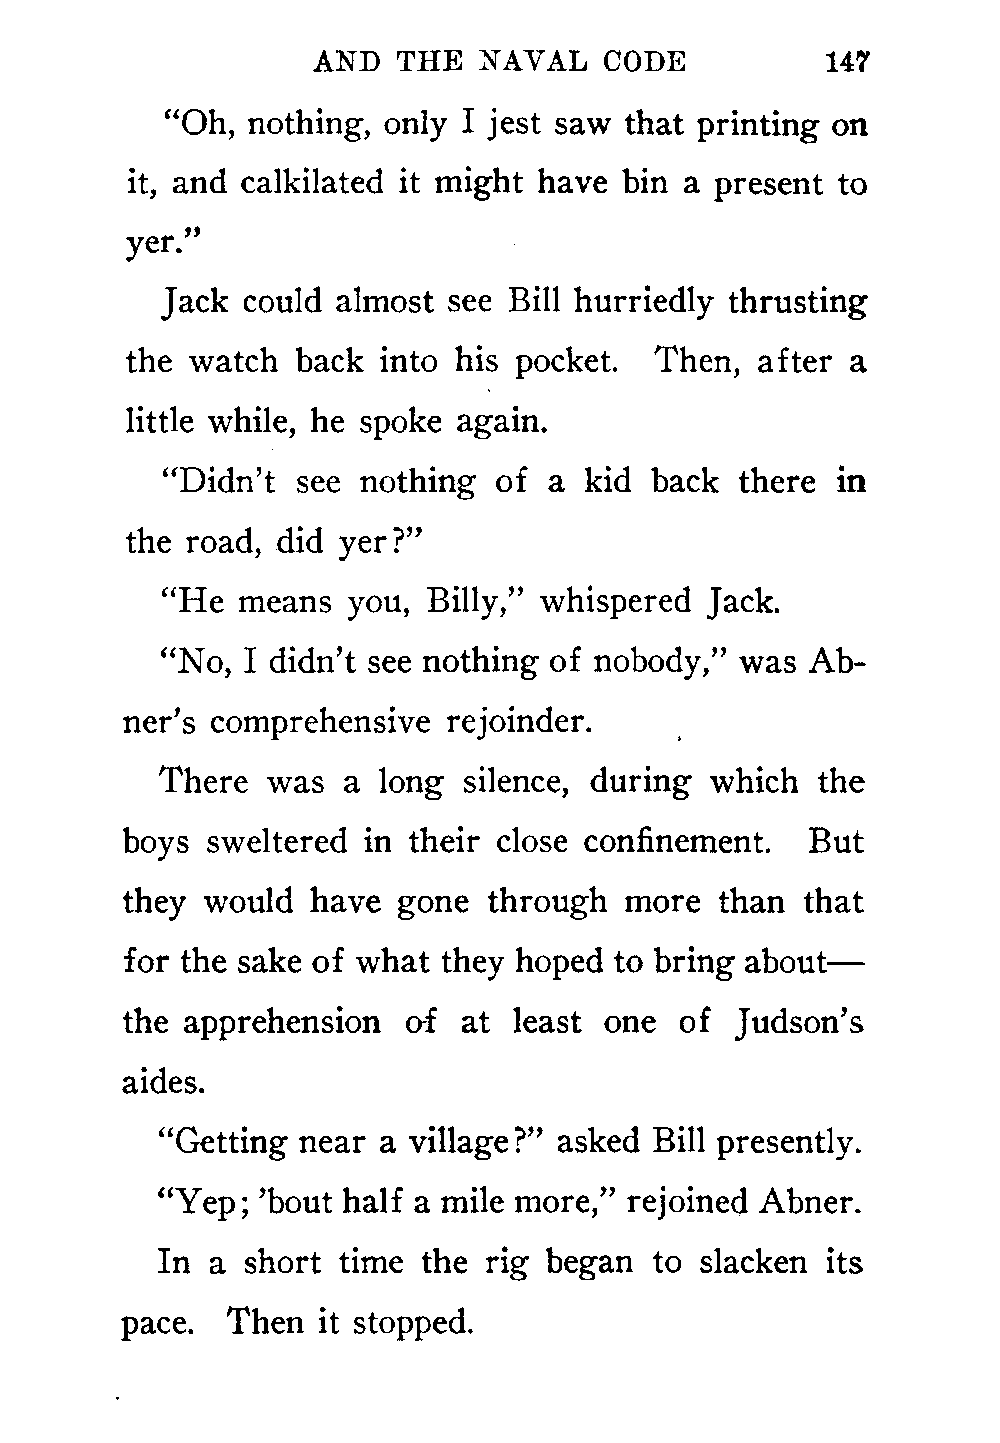 AND THE NAVAL CODE 147
“Oh, nothing, only I jest saw that printing on
it, and calkilated it might have bin a present to
yer.”
Jack could almost see Bill hurriedly thrusting
the watch back into his pocket. Then, after a
little while, he spoke again.
“Didn’t see nothing of a kid back there in
the road, did yer?”
“He means you, Billy,” whispered Jack.
“No, I didn’t see nothing of nobody,” was Ab-
ner’s comprehensive rejoinder.
There was a long silence, during which the
boys sweltered in their close confinement. But
they would have gone through more than that
for the sake of what they hoped to bring about—
the apprehension of at least one of Judson’s
aides.
“Getting near a village?” asked Bill presently.
“Yep; ’bout half a mile more,” rejoined Abner.
In a short time the rig began to slacken its
pace. Then it stopped.